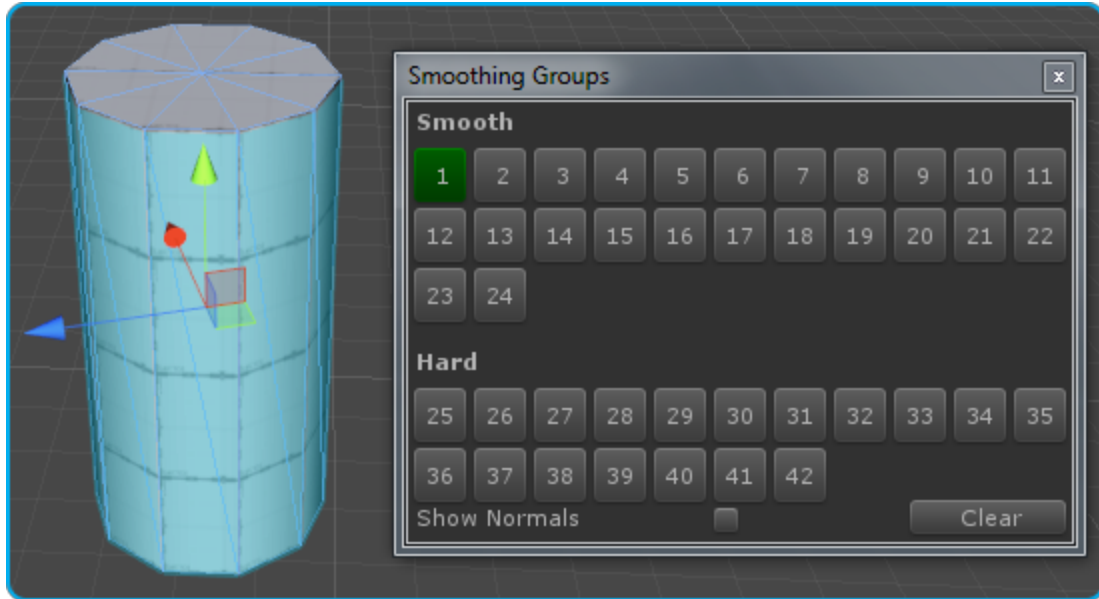 Smoothing Groups x
Smooth
1 2 3 4 5 6 7 8 9 10 11
12 13 14 15 16 17 18 19 20 21 22
23 24
Hard
25 26 27 28 29 30 31 32 33 34 35
36 37 38 39 40 41 42
Show Normals Clear